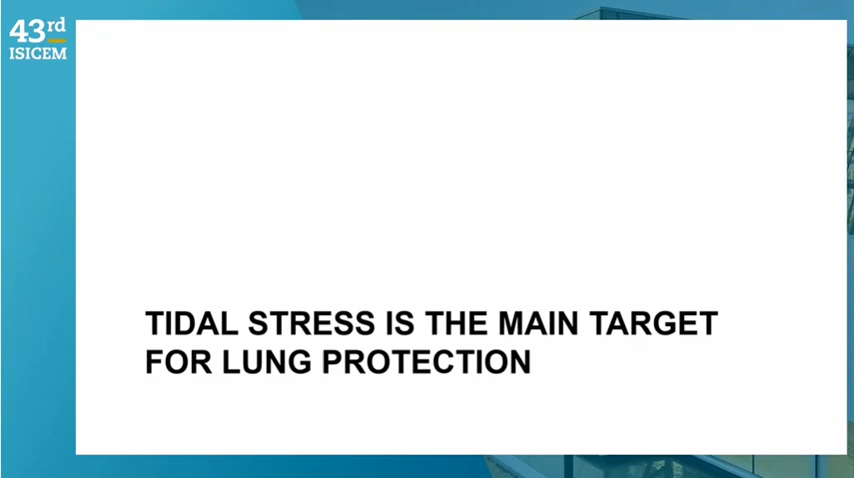 43rd
ISICEM
TIDAL STRESS IS THE MAIN TARGET
FOR LUNG PROTECTION